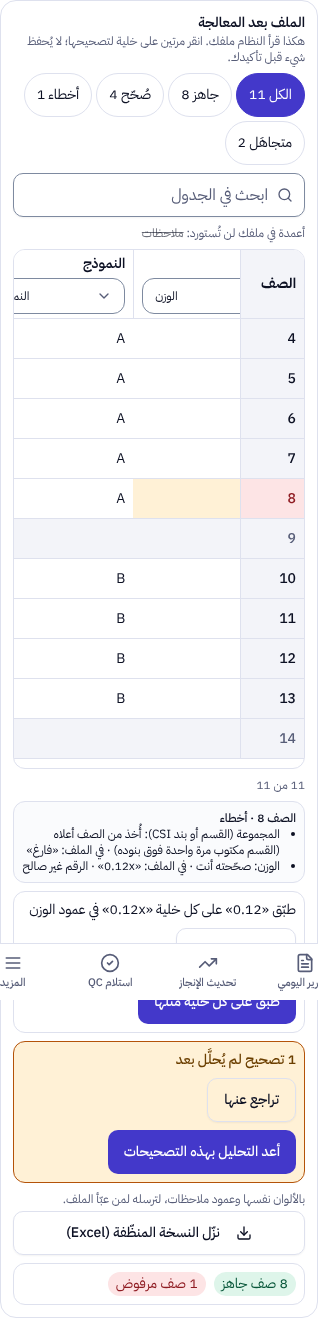 الملف بعد المعالجة
هكذا قرأ النظام ملفك. انقر مرتين على خلية لتصحيحها؛ لا يُحفظ
شيء قبل تأكيدك.
الكل 11
جاهز 8
صُحّح 4
أخطاء 1
متجاهَل 2
ابحث في الجدول
أعمدة في ملفك لن تُستورد: ملاحظات
الصف
النموذج
الوزن
4 A
5 A
6 A
7 A
8 A
9
10 B
11 B
12 B
13 B
14
11 من 11
الصف 8 · أخطاء
المجموعة (القسم أو بند CSI): أُخذ من الصف أعلاه
(القسم مكتوب مرة واحدة فوق بنوده) · في الملف: «فارغ»
الوزن: صحّحته أنت · في الملف: «0.12x» · الرقم غير صالح
طبّق «0.12» على كل خلية «0.12x» في عمود الوزن
اليومي
تحديث الإنجاز
استلام QC
المزيد
طبّق على كل خلية مثلها
1 تصحيح لم يُحلَّل بعد
تراجع عنها
أعد التحليل بهذه التصحيحات
بالألوان نفسها وعمود ملاحظات، لترسله لمن عبّأ الملف.
نزّل النسخة المنظّفة (Excel)
8 صف جاهز
1 صف مرفوض